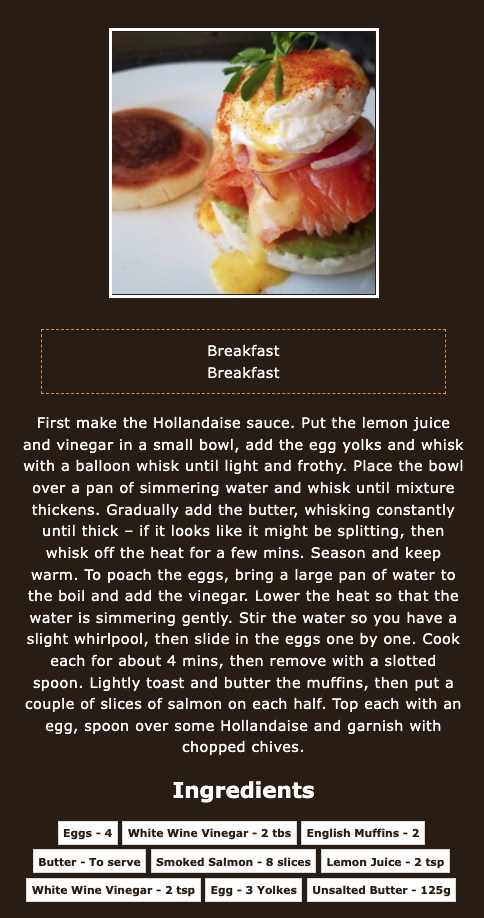 Breakfast
Breakfast
First make the Hollandaise sauce. Put the lemon juice
and vinegar in a small bowl, add the egg yolks and whisk
with a balloon whisk until light and frothy. Place the bowl
over a pan of simmering water and whisk until mixture
thickens. Gradually add the butter, whisking constantly
until thick – if it looks like it might be splitting, then
whisk off the heat for a few mins. Season and keep
warm. To poach the eggs, bring a large pan of water to
the boil and add the vinegar. Lower the heat so that the
water is simmering gently. Stir the water so you have a
slight whirlpool, then slide in the eggs one by one. Cook
each for about 4 mins, then remove with a slotted
spoon. Lightly toast and butter the muffins, then put a
couple of slices of salmon on each half. Top each with an
egg, spoon over some Hollandaise and garnish with
chopped chives.
Ingredients
Eggs - 4 White Wine Vinegar - 2 tbs English Muffins - 2
Butter - To serve Smoked Salmon - 8 slices Lemon Juice - 2 tsp
White Wine Vinegar - 2 tsp Egg - 3 Yolkes Unsalted Butter - 125g